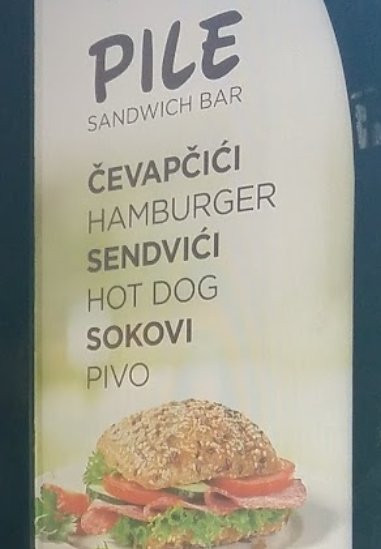 PILE
SANDWICH BAR
ČEVAPČIĆI
HAMBURGER
SENDVIĆI
HOT DOG
SOKOVI
PIVO